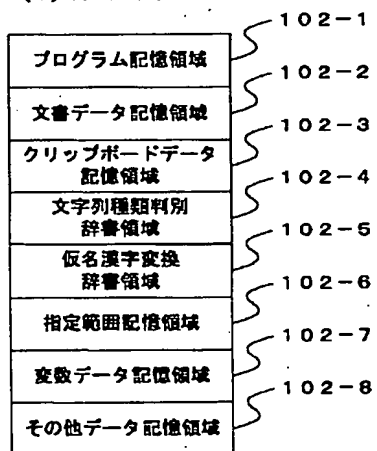 102-1
プログラム記憶領域
102-2
文書データ記憶領域
102-3
クリップボードデータ
記憶領域
102-4
文字列種類判別
辞書領域
102-5
仮名漢字変換
辞書領域
102-6
指定範囲記憶領域
102-7
変数データ記憶領域
102-8
その他データ記憶領域